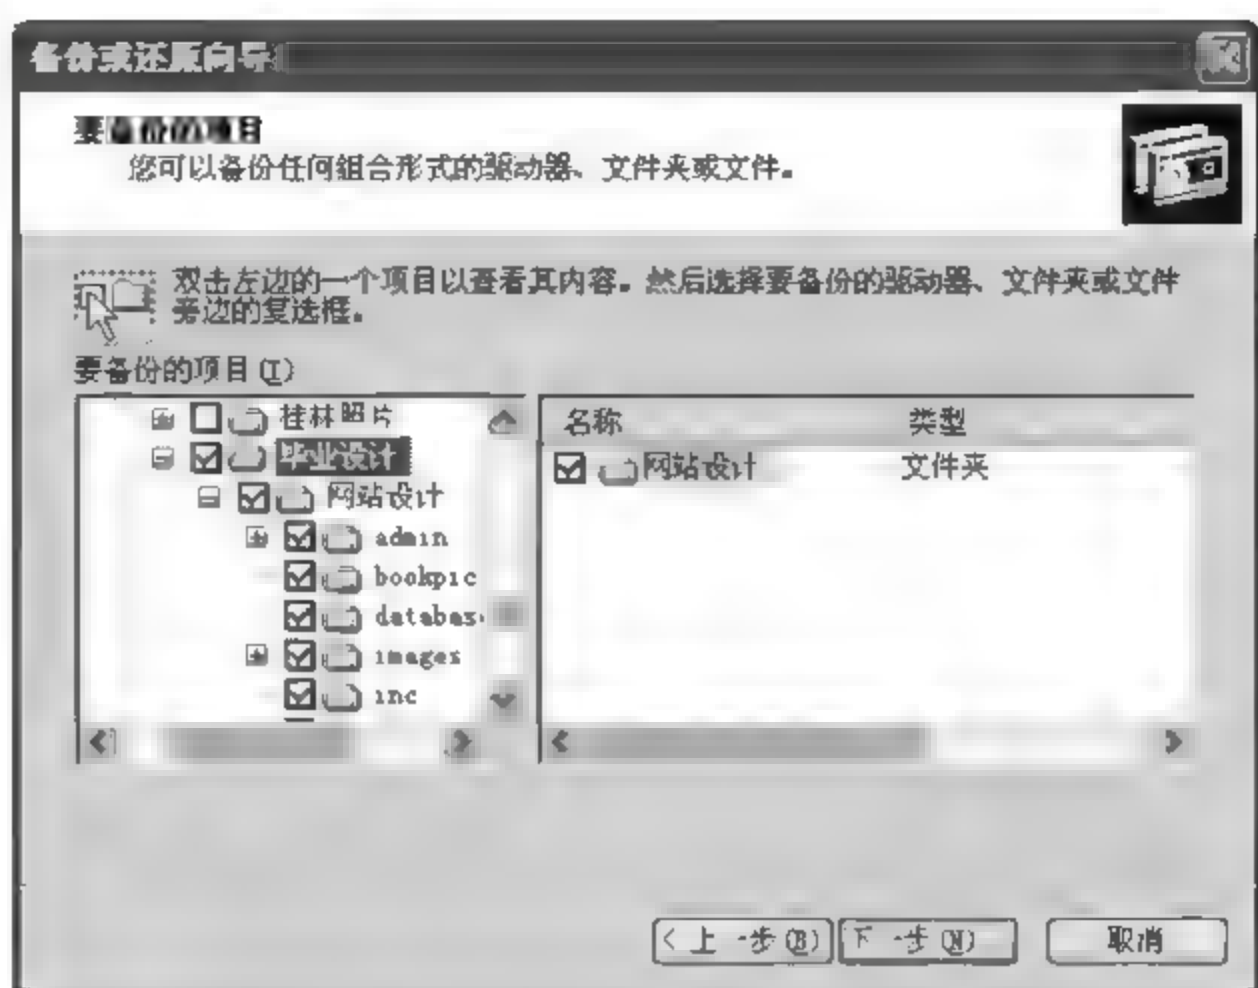 备份或还原向导
要备份的项目
您可以备份任何组合形式的驱动器、文件夹或文件。
双击左边的一个项目以查看其内容。然后选择要备份的驱动器、文件夹或文件
旁边的复选框。
要备份的项目(I)
桂林照片
毕业设计
网站设计
admin
bookpic
databas
images
inc
名称 类型
网站设计 文件夹
< 上一步(B) 下一步(N) 取消